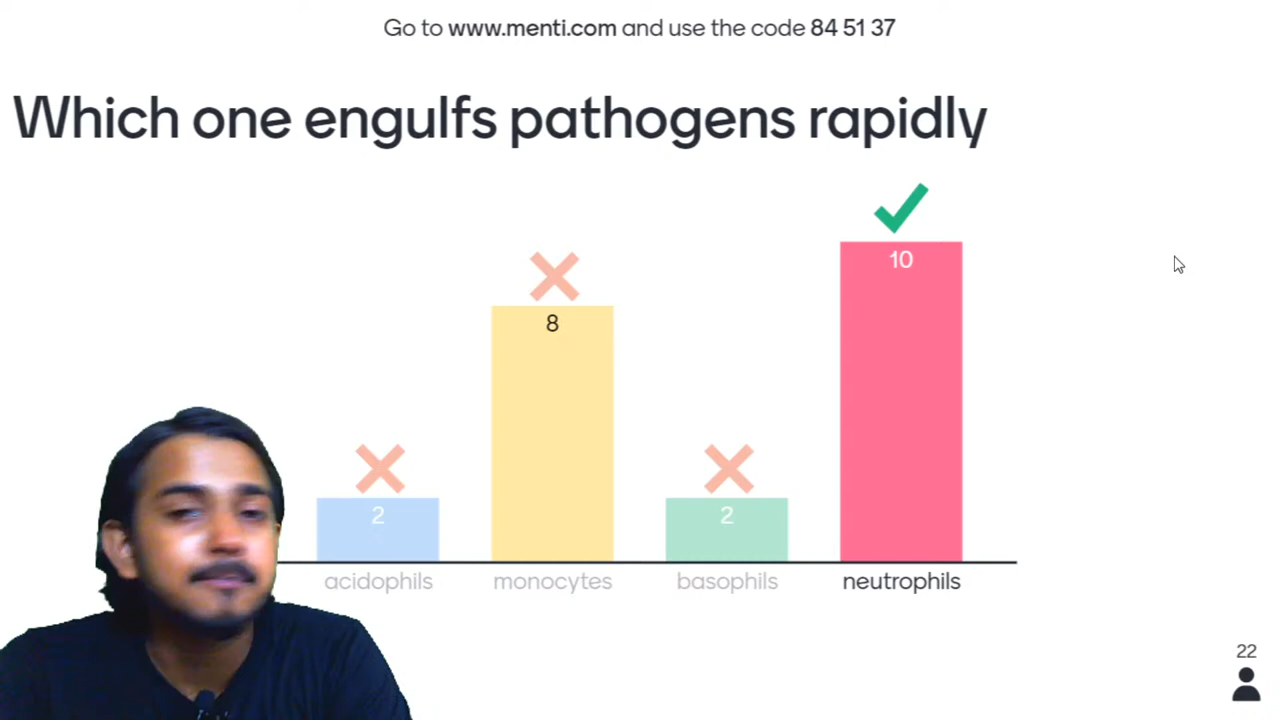 Go to www.menti.com and use the code 84 51 37
Which one engulfs pathogens rapidly
10
8
2
2
acidophils monocytes basophils neutrophils
22